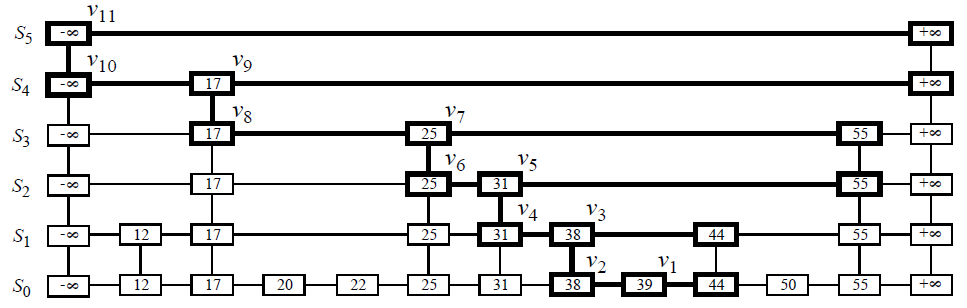 v11
S5 -∞ +∞
v10 v9
S4 -∞ 17 +∞
v8 v7
S3 -∞ 17 25 55 +∞
v6 v5
S2 -∞ 17 25 31 55 +∞
v4 v3
S1 -∞ 12 17 25 31 38 44 55 +∞
v2 v1
S0 -∞ 12 17 20 22 25 31 38 39 44 50 55 +∞